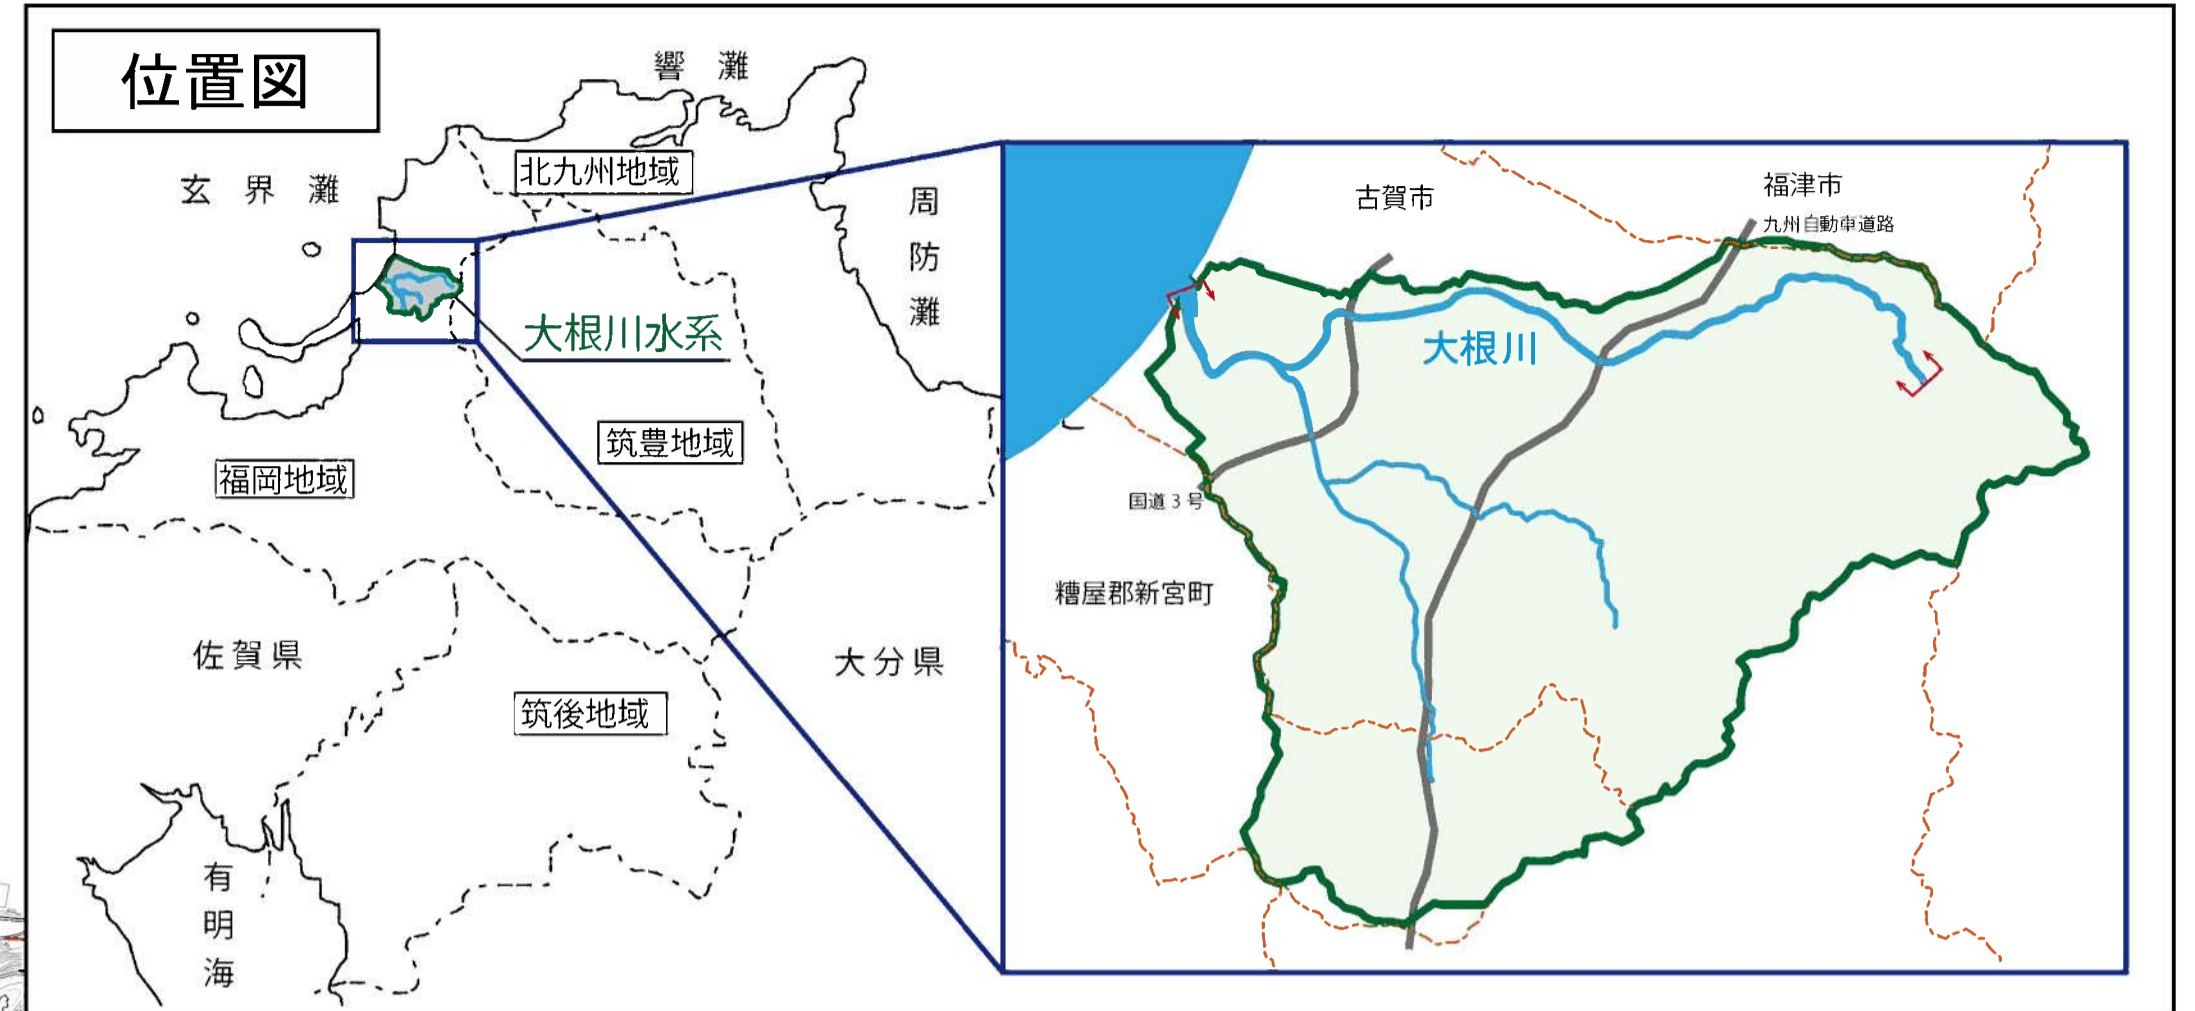 位置図
響灘
玄界灘
北九州地域
周防灘
大根川水系
筑豊地域
福岡地域
佐賀県
大分県
筑後地域
有明海
古賀市
福津市
九州自動車道路
大根川
国道3号
糟屋郡新宮町